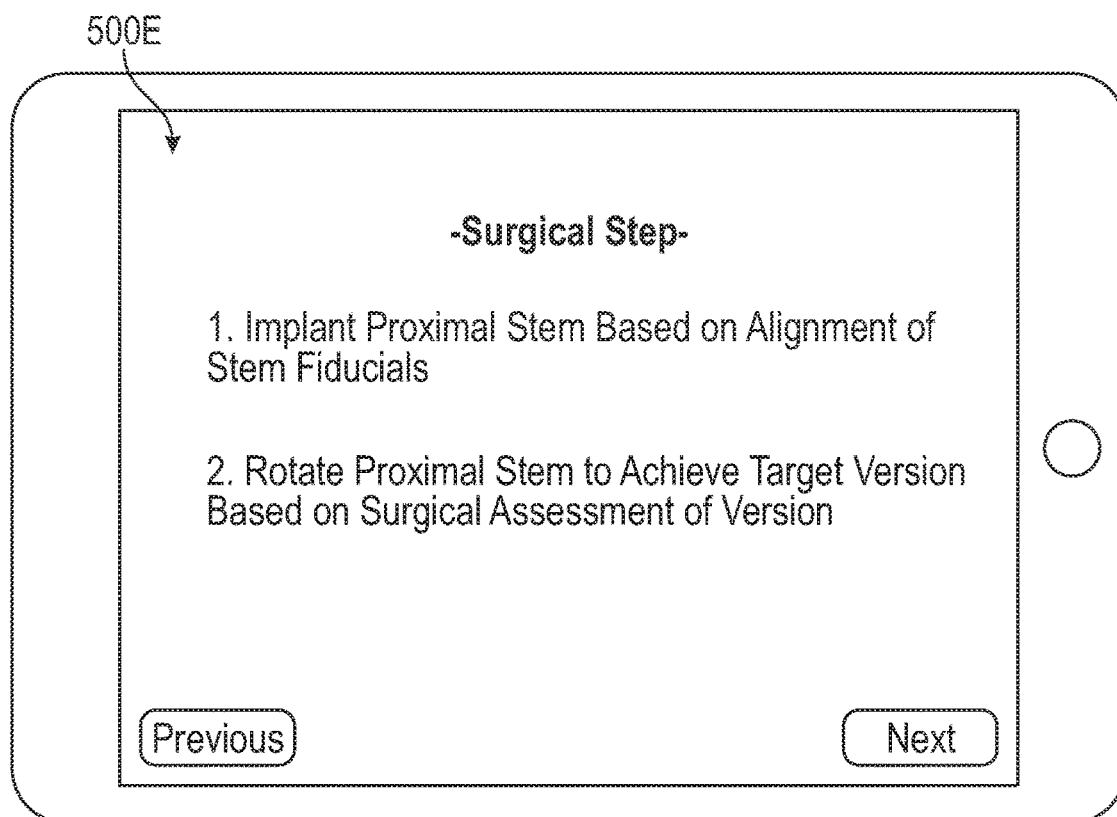 500E
-Surgical Step-
1. Implant Proximal Stem Based on Alignment of
Stem Fiducials
2. Rotate Proximal Stem to Achieve Target Version
Based on Surgical Assessment of Version
Previous
Next